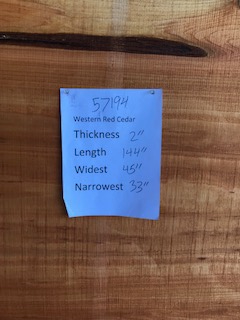 57194
Western Red Cedar
Thickness 2"
Length 144"
Widest 45"
Narrowest 33"